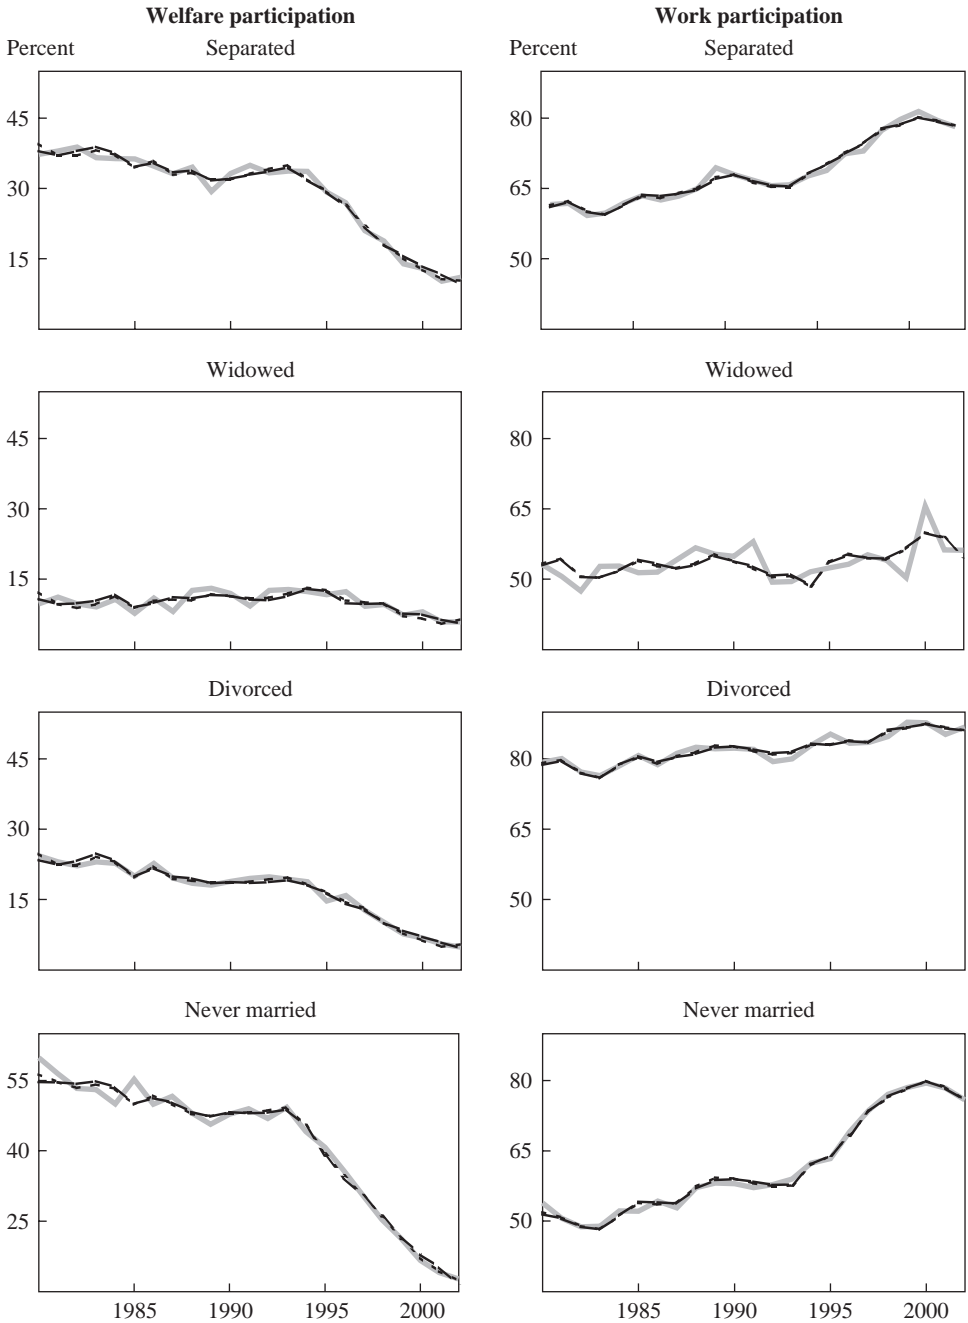 Welfare participation Work participation
Percent Separated Percent Separated
45 80
30 65
15 50
Widowed Widowed
45 80
30 65
15 50
Divorced Divorced
45 80
30 65
15 50
Never married Never married
55 80
40 65
25 50
1985 1990 1995 2000 1985 1990 1995 2000